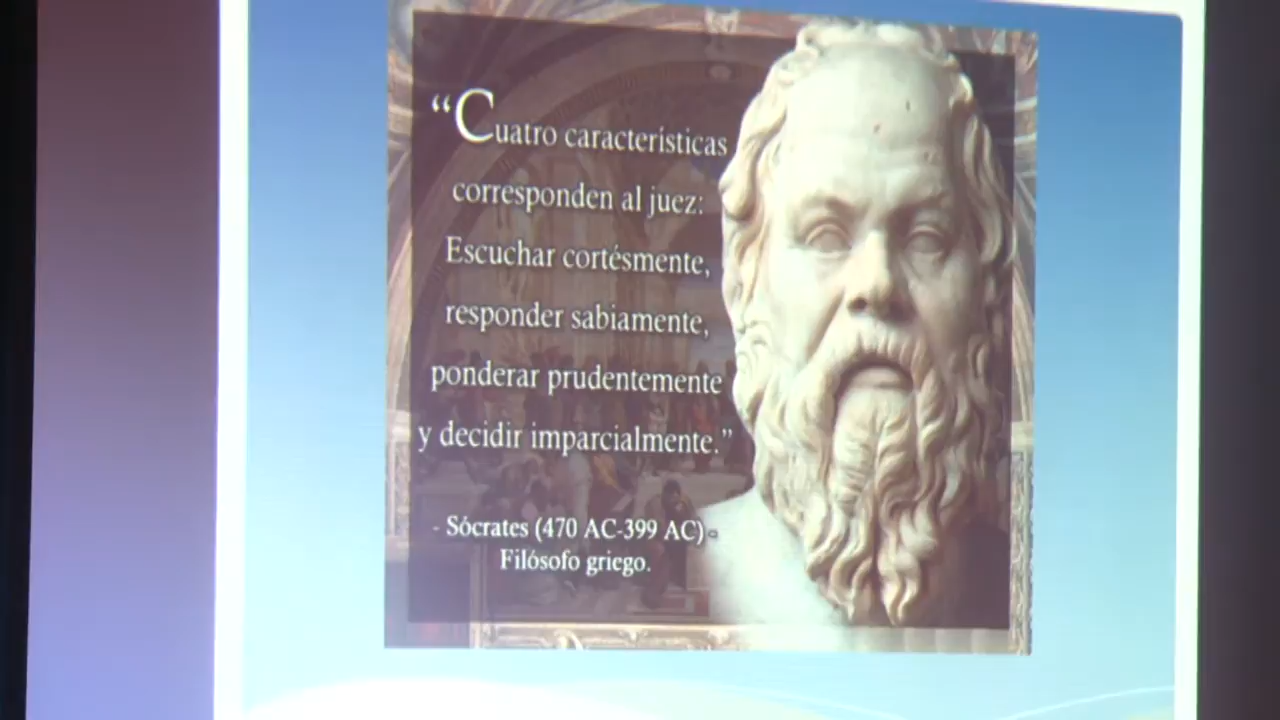 “Cuatro características
corresponden al juez:
Escuchar cortésmente,
responder sabiamente,
ponderar prudentemente
y decidir imparcialmente.”
- Sócrates (470 AC-399 AC) -
Filósofo griego.